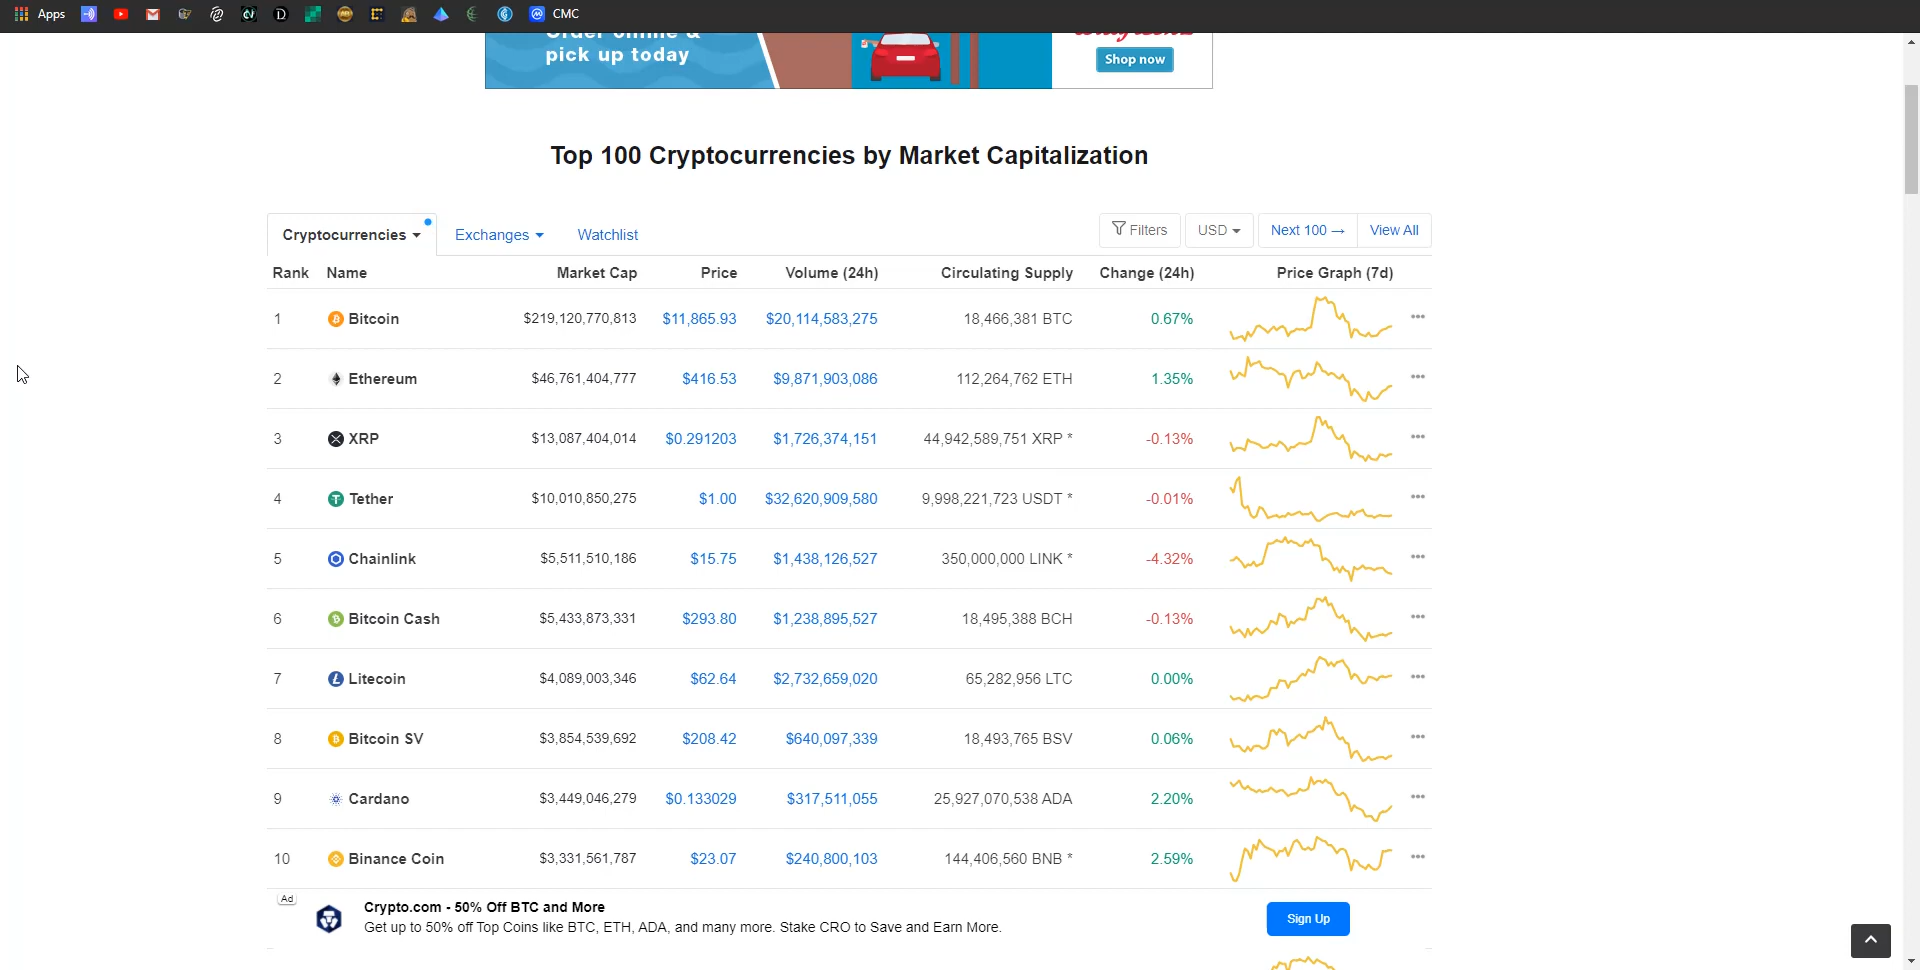 Apps CMC
Order online &
pick up today
Shop now
Top 100 Cryptocurrencies by Market Capitalization
Cryptocurrencies Exchanges Watchlist Filters USD Next 100 → View All
Rank Name Market Cap Price Volume (24h) Circulating Supply Change (24h) Price Graph (7d)
1 Bitcoin $219,120,770,813 $11,865.93 $20,114,583,275 18,466,381 BTC 0.67%
2 Ethereum $46,761,404,777 $416.53 $9,871,903,086 112,264,762 ETH 1.35%
3 XRP $13,087,404,014 $0.291203 $1,726,374,151 44,942,589,751 XRP * -0.13%
4 Tether $10,010,850,275 $1.00 $32,620,909,580 9,998,221,723 USDT * -0.01%
5 Chainlink $5,511,510,186 $15.75 $1,438,126,527 350,000,000 LINK * -4.32%
6 Bitcoin Cash $5,433,873,331 $293.80 $1,238,895,527 18,495,388 BCH -0.13%
7 Litecoin $4,089,003,346 $62.64 $2,732,659,020 65,282,956 LTC 0.00%
8 Bitcoin SV $3,854,539,692 $208.42 $640,097,339 18,493,765 BSV 0.06%
9 Cardano $3,449,046,279 $0.133029 $317,511,055 25,927,070,538 ADA 2.20%
10 Binance Coin $3,331,561,787 $23.07 $240,800,103 144,406,560 BNB * 2.59%
Ad
Crypto.com - 50% Off BTC and More
Get up to 50% off Top Coins like BTC, ETH, ADA, and many more. Stake CRO to Save and Earn More.
Sign Up